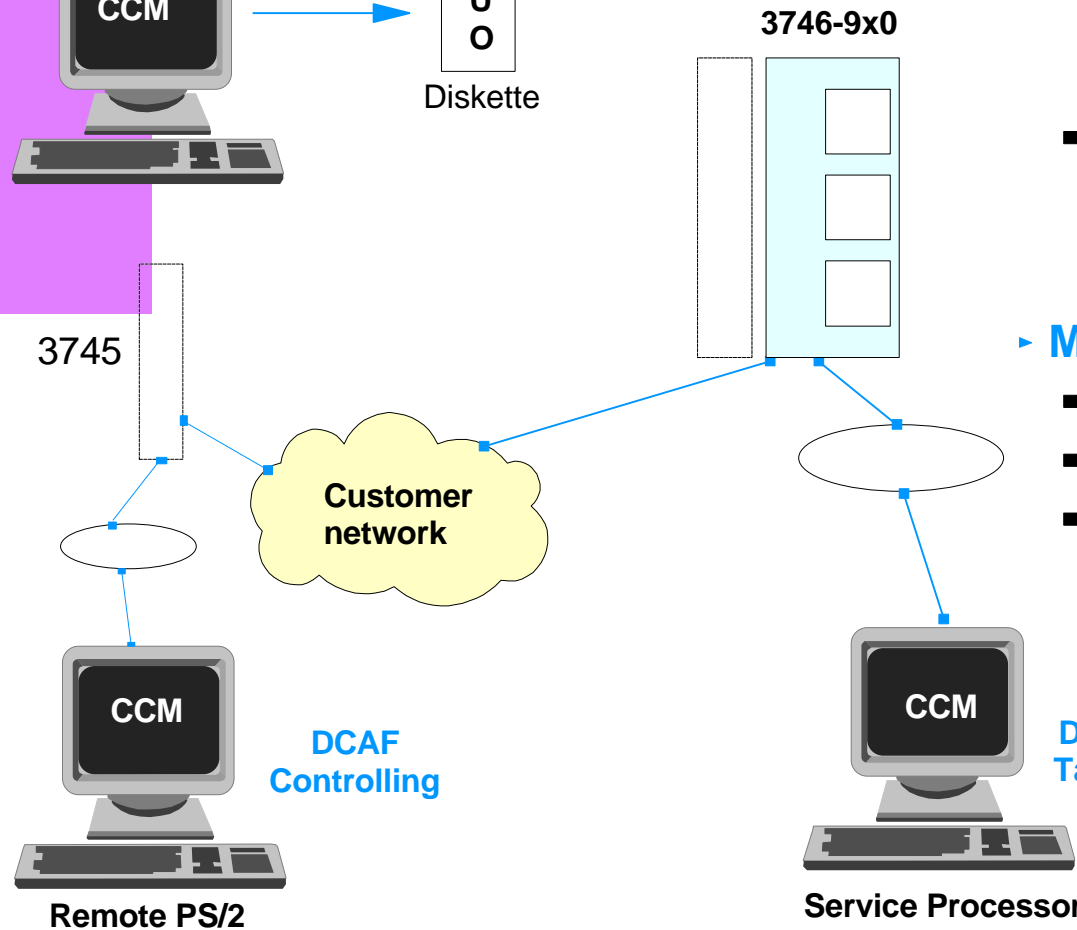 CCM
O
Diskette
3746-9x0
3745
Customer
network
CCM
DCAF
Controlling
CCM
Remote PS/2
Service Processor